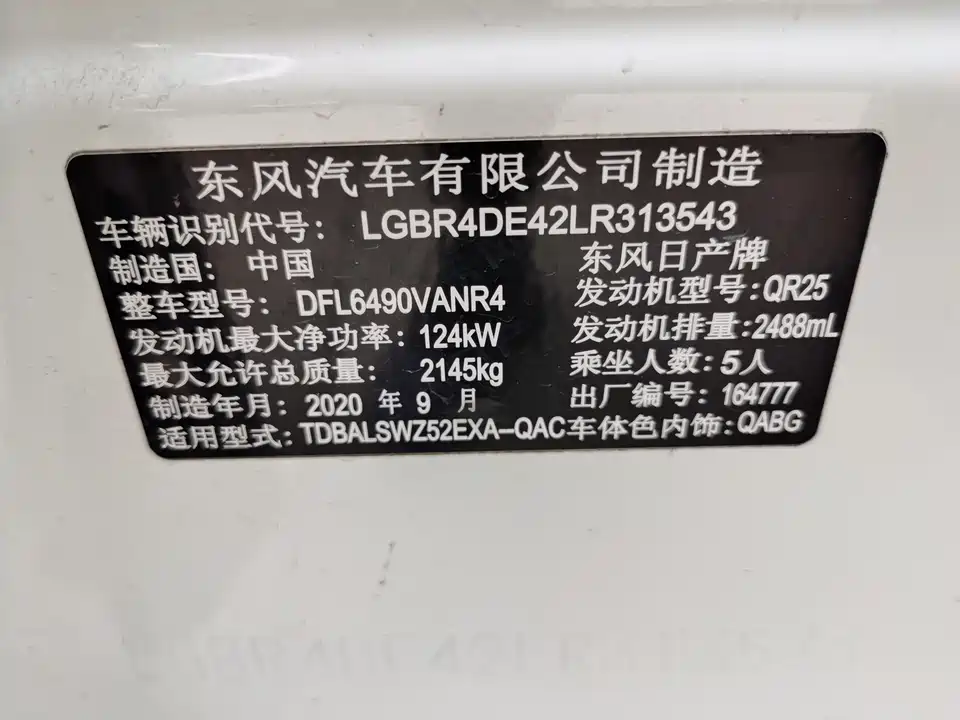 东风汽车有限公司制造
车辆识别代号: LGBR4DE42LR313543
制造国: 中国 东风日产牌
整车型号: DFL6490VANR4 发动机型号:QR25
发动机最大净功率: 124kW 发动机排量:2488mL
最大允许总质量: 2145kg 乘坐人数:5人
制造年月: 2020 年 9 月 出厂编号: 164777
适用型式:TDBALSWZ52EXA-QAC 车体色内饰:QABG